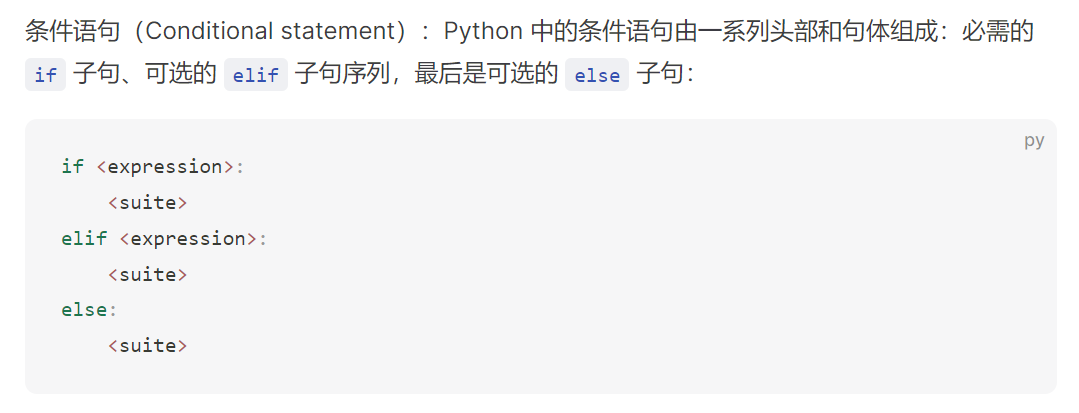 条件语句（Conditional statement）：Python 中的条件语句由一系列头部和句体组成：必需的
if 子句、可选的 elif 子句序列，最后是可选的 else 子句：
py
if <expression>:
    <suite>
elif <expression>:
    <suite>
else:
    <suite>